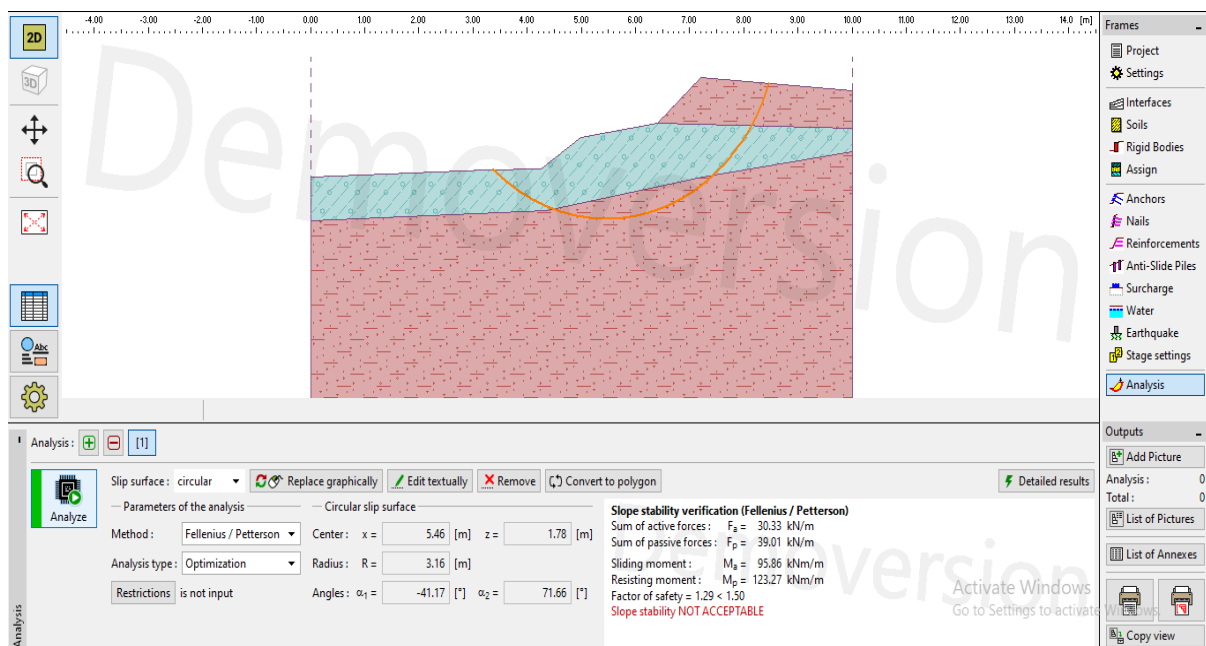 -4.00 -3.00 -2.00 -1.00 0.00 1.00 2.00 3.00 4.00 5.00 6.00 7.00 8.00 9.00 10.00 11.00 12.00 13.00 14.0 [m]
2D
3D
Abc
Demoversion
Frames
Project
Settings
Interfaces
Soils
Rigid Bodies
Assign
Anchors
Nails
Reinforcements
Anti-Slide Piles
Surcharge
Water
Earthquake
Stage settings
Analysis
Analysis : [1]
Analyze
Slip surface : circular Replace graphically Edit textually Remove Convert to polygon Detailed results
Parameters of the analysis
Method : Fellenius / Petterson
Analysis type : Optimization
Restrictions is not input
Circular slip surface
Center : x = 5.46 [m] z = 1.78 [m]
Radius : R = 3.16 [m]
Angles : α1 = -41.17 [°] α2 = 71.66 [°]
Slope stability verification (Fellenius / Petterson)
Sum of active forces : Fa = 30.33 kN/m
Sum of passive forces : Fp = 39.01 kN/m
Sliding moment : Ma = 95.86 kNm/m
Resisting moment : Mp = 123.27 kNm/m
Factor of safety = 1.29 < 1.50
Slope stability NOT ACCEPTABLE
Demoversion
Activate Windows
Go to Settings to activate Windows.
Analysis
Outputs
Add Picture
Analysis : 0
Total : 0
List of Pictures
List of Annexes
Copy view